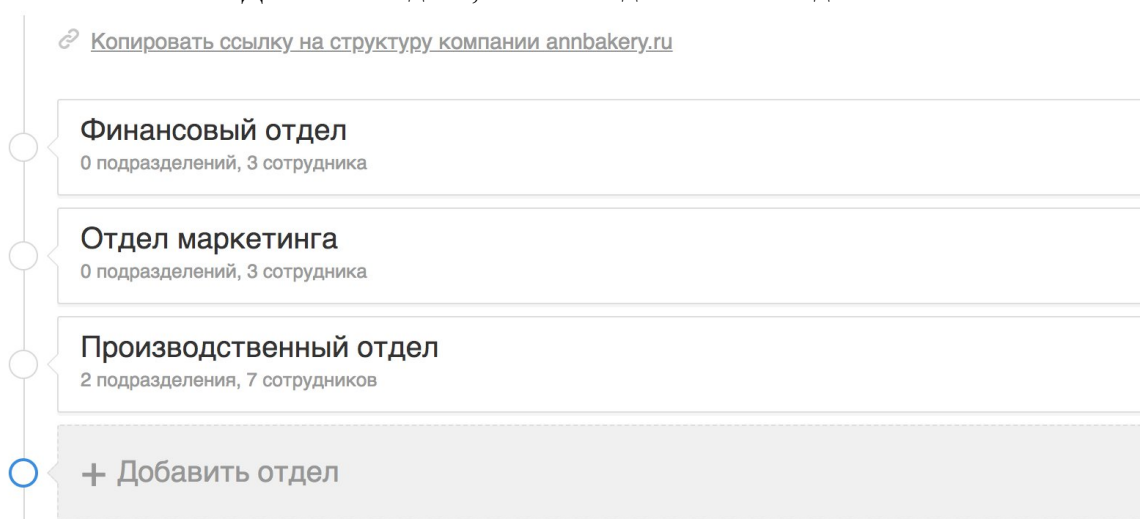 Копировать ссылку на структуру компании annbakery.ru
Финансовый отдел
0 подразделений, 3 сотрудника
Отдел маркетинга
0 подразделений, 3 сотрудника
Производственный отдел
2 подразделения, 7 сотрудников
+ Добавить отдел